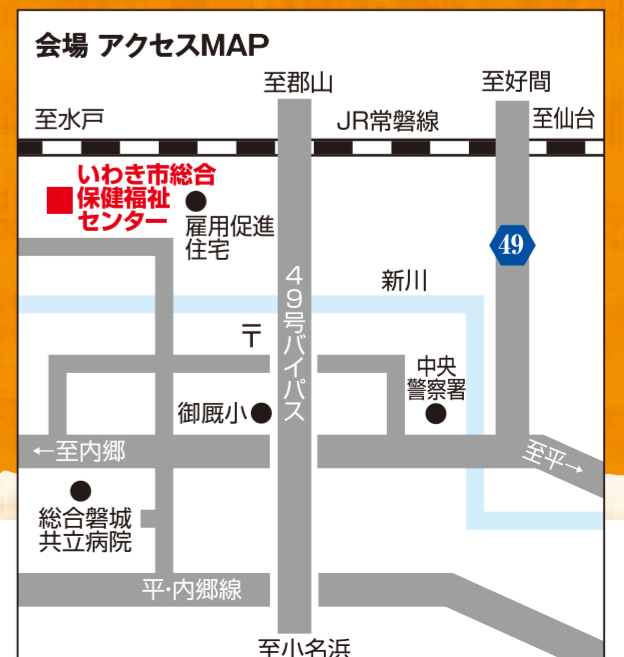 会場 アクセスMAP
至郡山
至好間
至水戸
JR常磐線
至仙台
いわき市総合
保健福祉
センター
雇用促進
住宅
49
新川
49号バイパス
〒
中央
警察署
御厩小
←至内郷
至平→
総合磐城
共立病院
平・内郷線
至小名浜